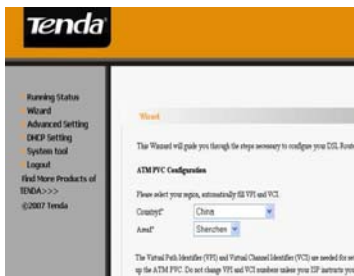 Tenda
Running Status
Wizard
Advanced Setting
DHCP Setting
System tool
Logout
Find More Products of
TENDA>>>
©2007 Tenda
Wizard
This Wizard will guide you through the steps necessary to configure your DSL Route
ATM PVC Configuration
Please select your region, automatically fill VPI and VCI.
Country: China
Area: Shenzhen
The Virtual Path Identifier (VPI) and Virtual Channel Identifier (VCI) are needed for se
up the ATM PVC. Do not change VPI and VCI numbers unless your ISP instructs yo